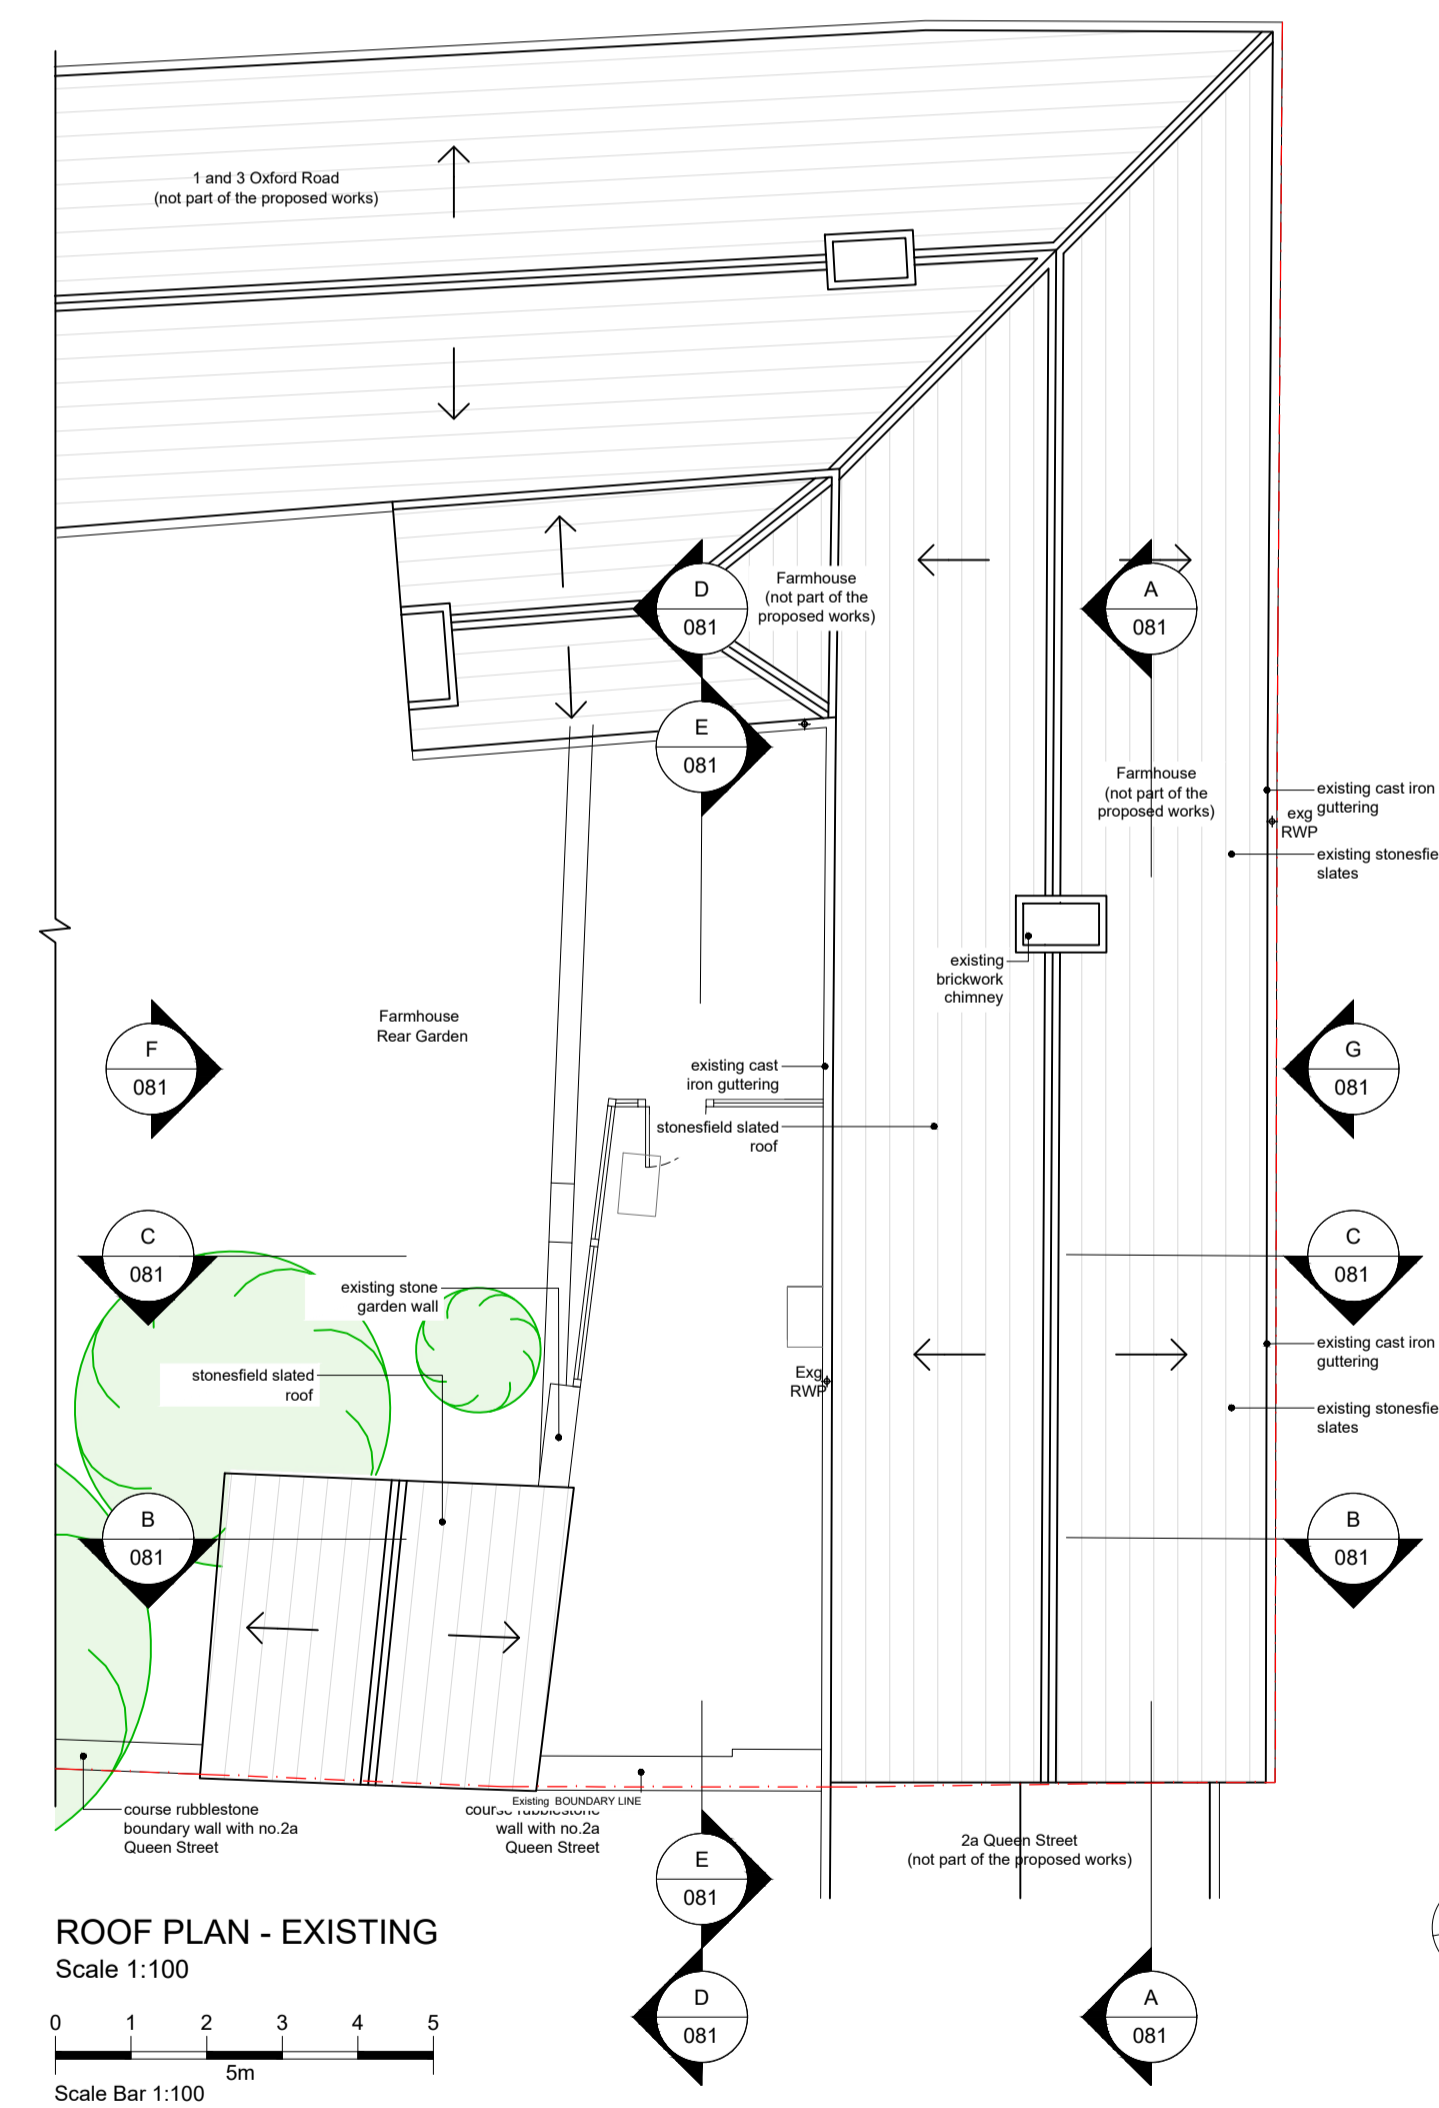 1 and 3 Oxford Road
(not part of the proposed works)
D
081
Farmhouse
(not part of the
proposed works)
A
081
E
081
Farmhouse
(not part of the
proposed works)
existing cast iron
guttering
exg
RWP
existing stonesfie
slates
existing
brickwork
chimney
Farmhouse
Rear Garden
F
081
G
081
existing cast
iron guttering
stonesfield slated
roof
C
081
C
081
existing stone
garden wall
existing cast iron
guttering
stonesfield slated
roof
Exg
RWP
existing stonesfie
slates
B
081
B
081
Existing BOUNDARY LINE
course rubblestone
boundary wall with no.2a
Queen Street
course rubblestone
wall with no.2a
Queen Street
2a Queen Street
(not part of the proposed works)
E
081
ROOF PLAN - EXISTING
Scale 1:100
D
081
A
081
0 1 2 3 4 5
5m
Scale Bar 1:100